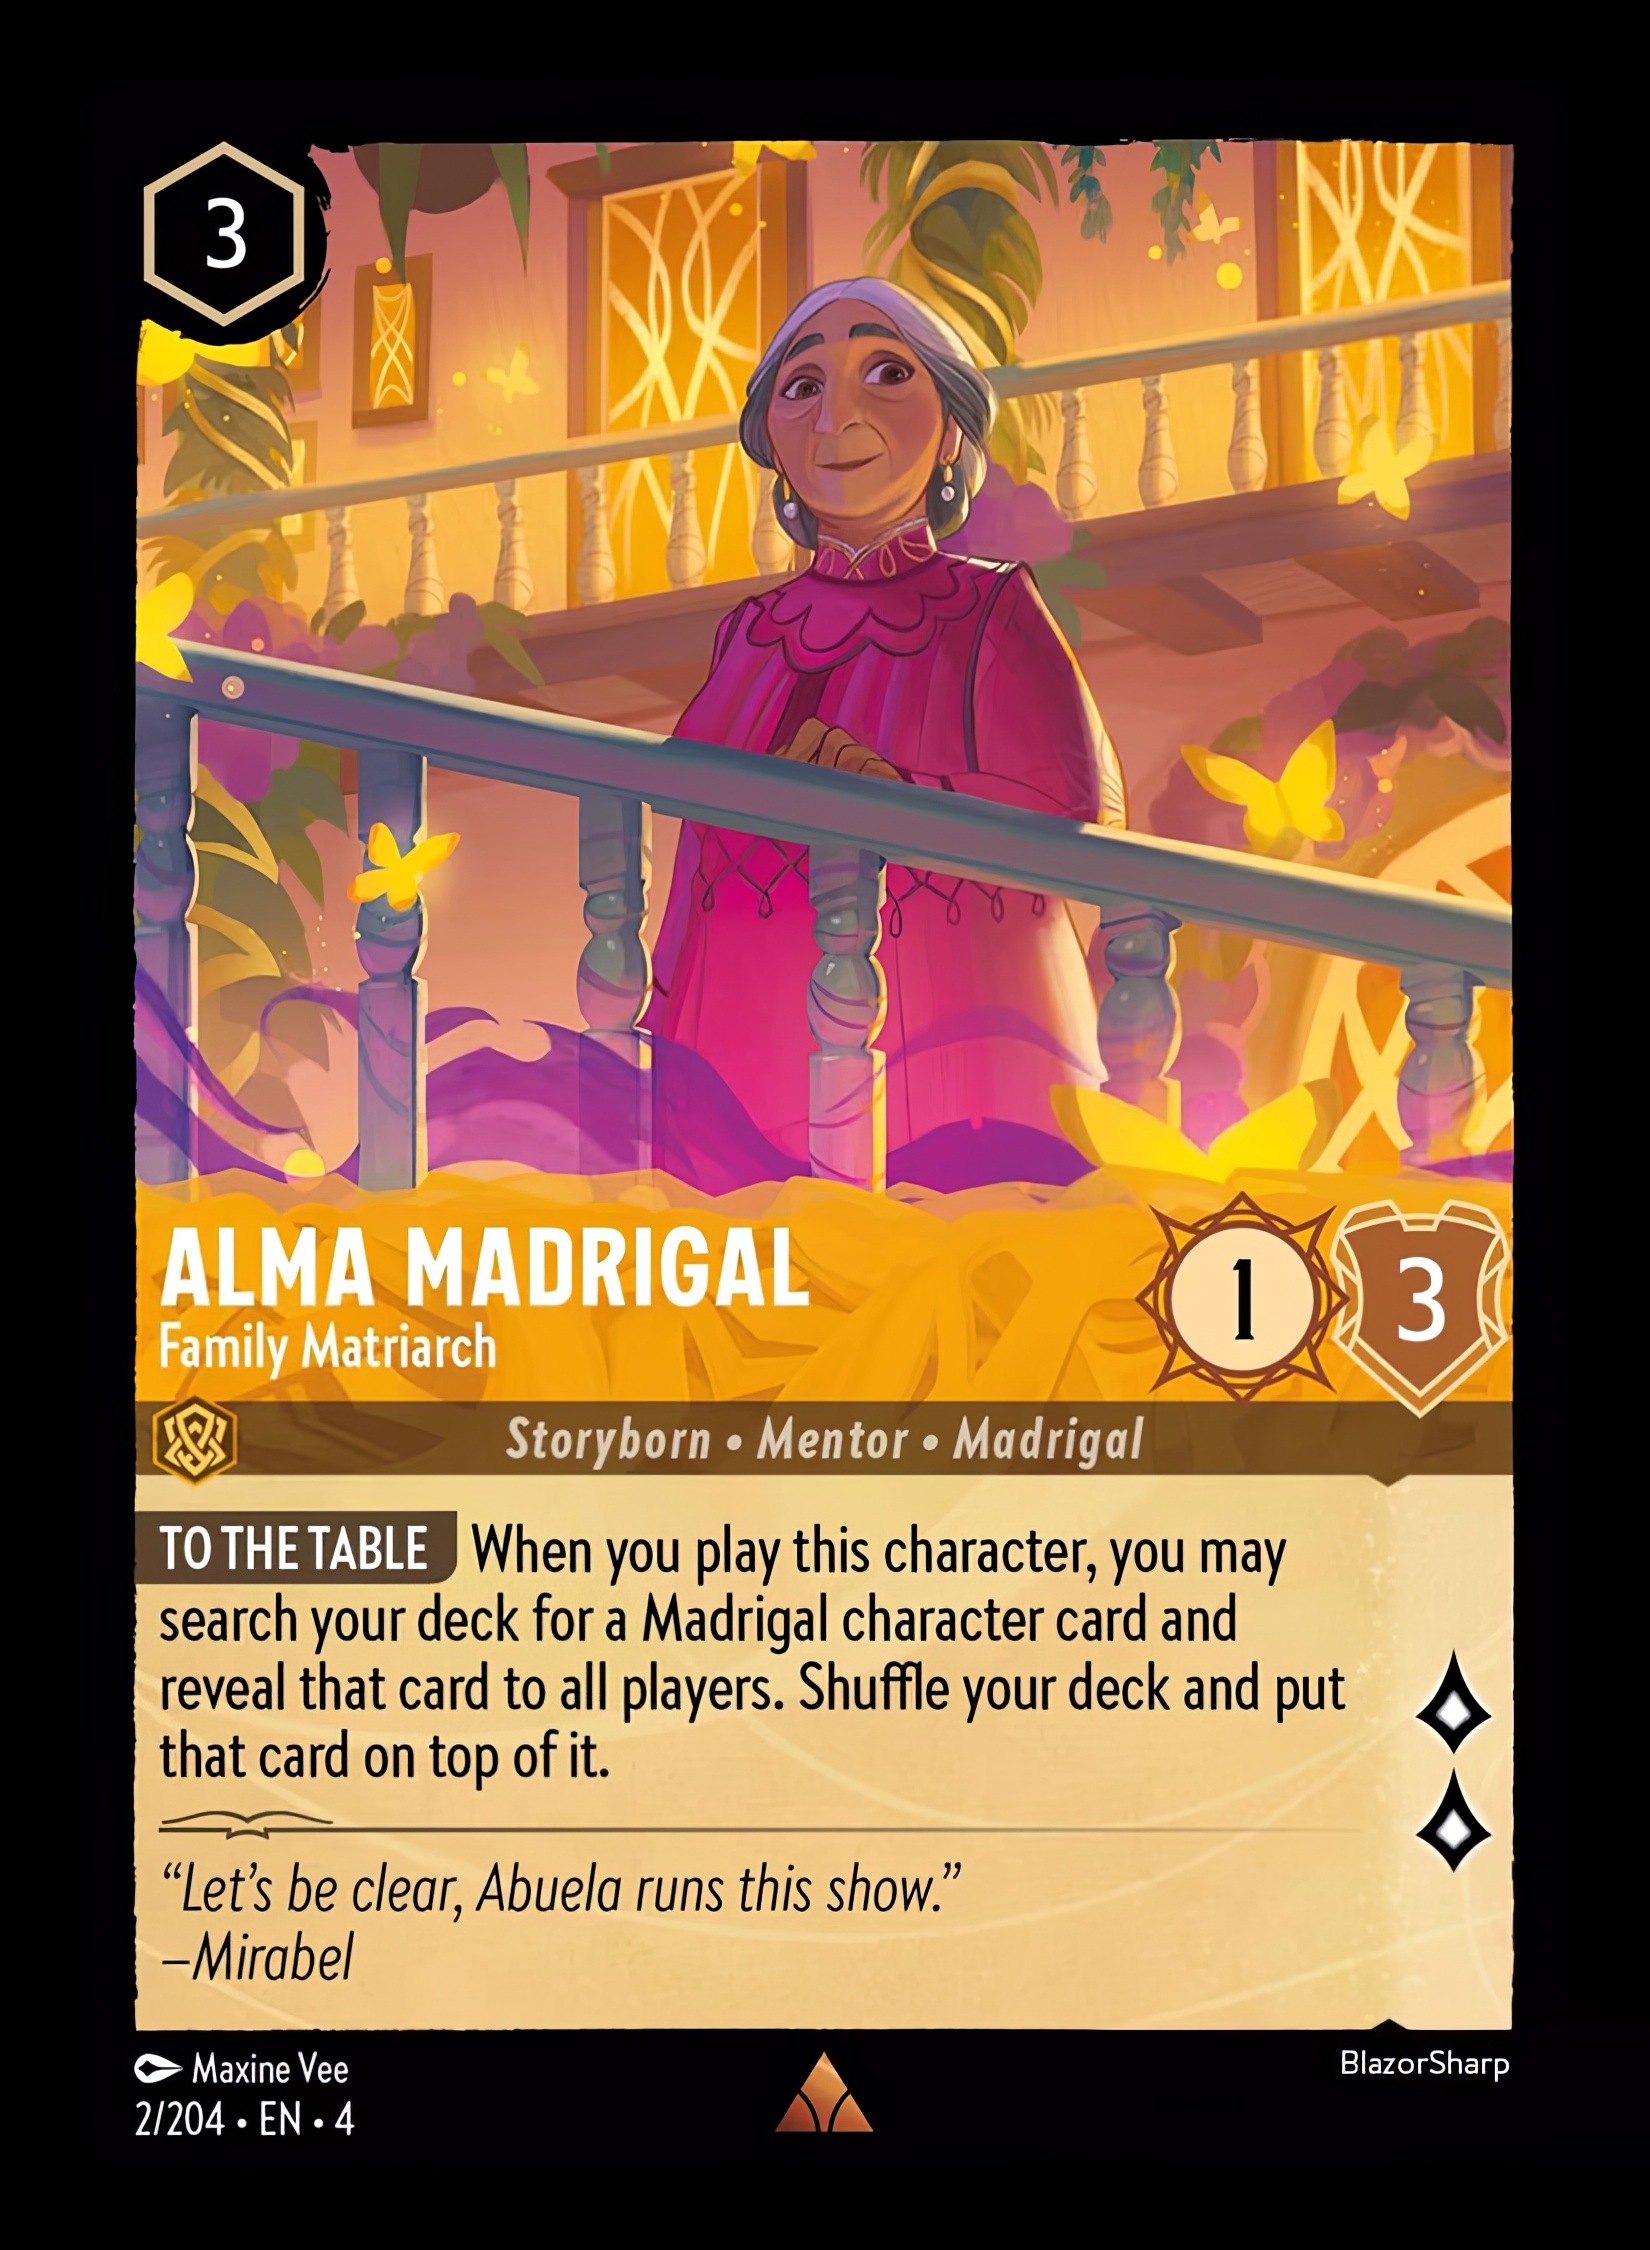 3
ALMA MADRIGAL
Family Matriarch
1
3
Storyborn • Mentor • Madrigal
TO THE TABLE When you play this character, you may
search your deck for a Madrigal character card and
reveal that card to all players. Shuffle your deck and put
that card on top of it.
“Let’s be clear, Abuela runs this show.”
–Mirabel
Maxine Vee
BlazorSharp
2/204 • EN • 4